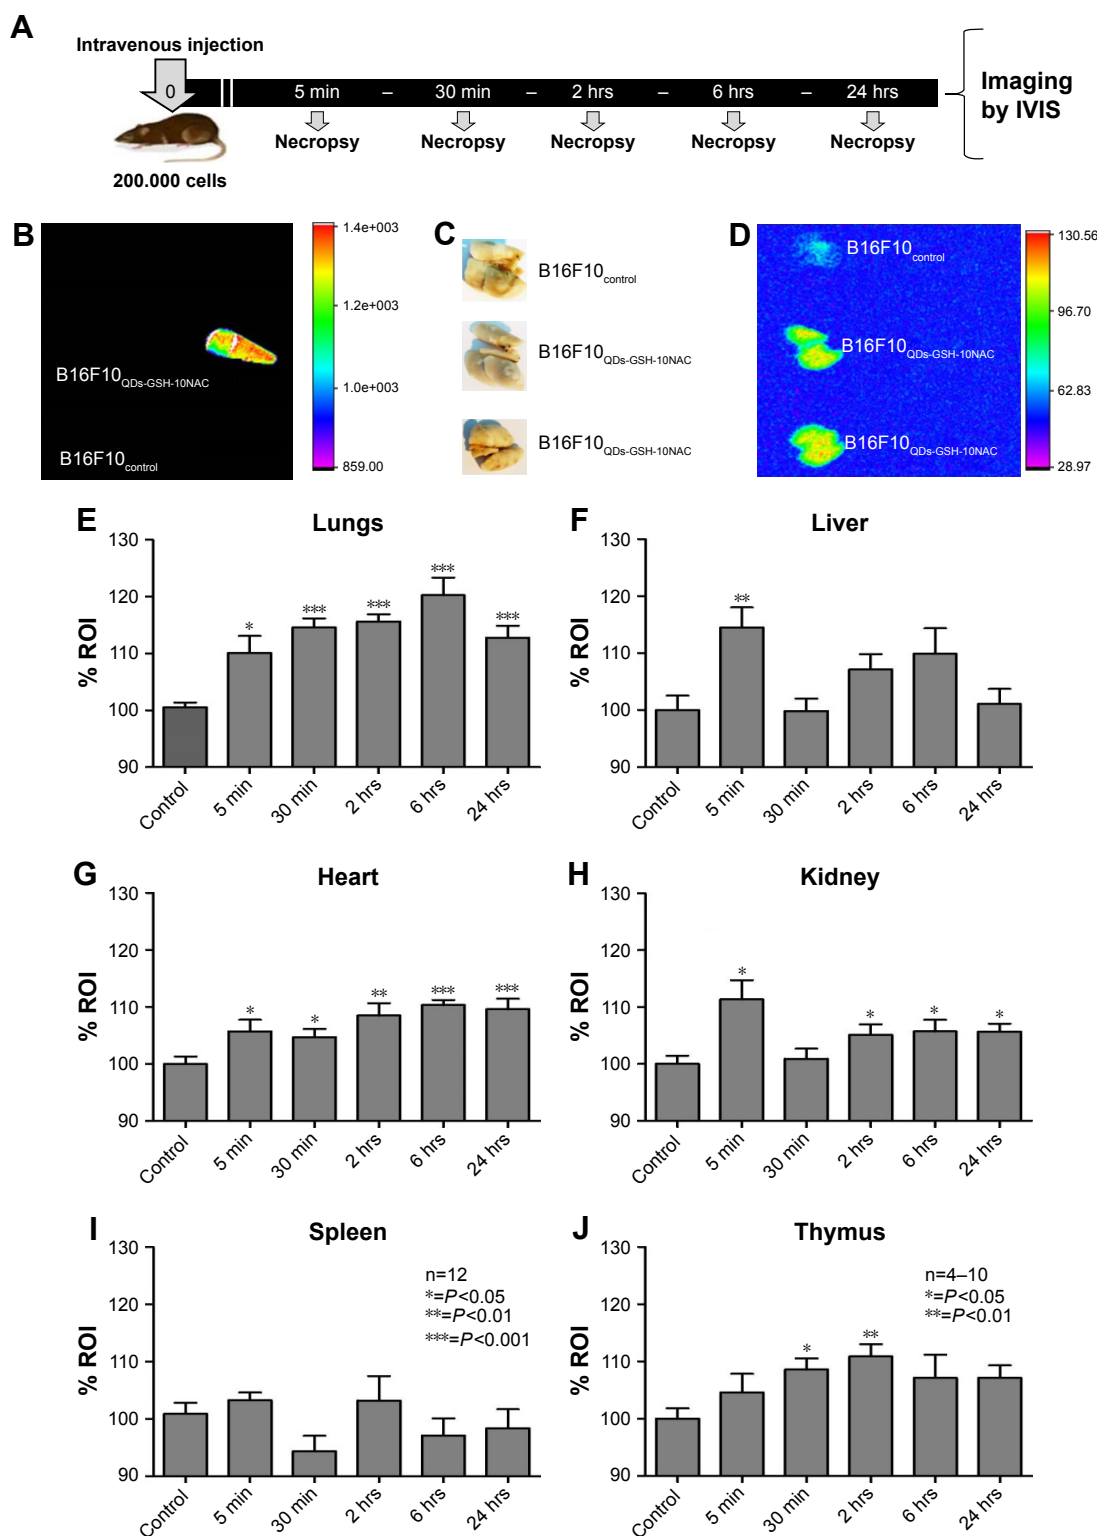 A
Intravenous injection
0
5 min – 30 min – 2 hrs – 6 hrs – 24 hrs
Necropsy Necropsy Necropsy Necropsy Necropsy
200.000 cells
Imaging
by IVIS
B
B16F10QDs-GSH-10NAC
B16F10control
1.4e+003
1.2e+003
1.0e+003
859.00
C
B16F10control
B16F10QDs-GSH-10NAC
B16F10QDs-GSH-10NAC
D
B16F10control
B16F10QDs-GSH-10NAC
B16F10QDs-GSH-10NAC
130.56
96.70
62.83
28.97
E
Lungs
% ROI
130
120
110
100
90
* *** *** *** ***
Control 5 min 30 min 2 hrs 6 hrs 24 hrs
F
Liver
% ROI
130
120
110
100
90
**
Control 5 min 30 min 2 hrs 6 hrs 24 hrs
G
Heart
% ROI
130
120
110
100
90
* * ** *** ***
Control 5 min 30 min 2 hrs 6 hrs 24 hrs
H
Kidney
% ROI
130
120
110
100
90
* * * *
Control 5 min 30 min 2 hrs 6 hrs 24 hrs
I
Spleen
% ROI
130
120
110
100
90
n=12
*=P<0.05
**=P<0.01
***=P<0.001
Control 5 min 30 min 2 hrs 6 hrs 24 hrs
J
Thymus
% ROI
130
120
110
100
90
n=4–10
*=P<0.05
**=P<0.01
* **
Control 5 min 30 min 2 hrs 6 hrs 24 hrs